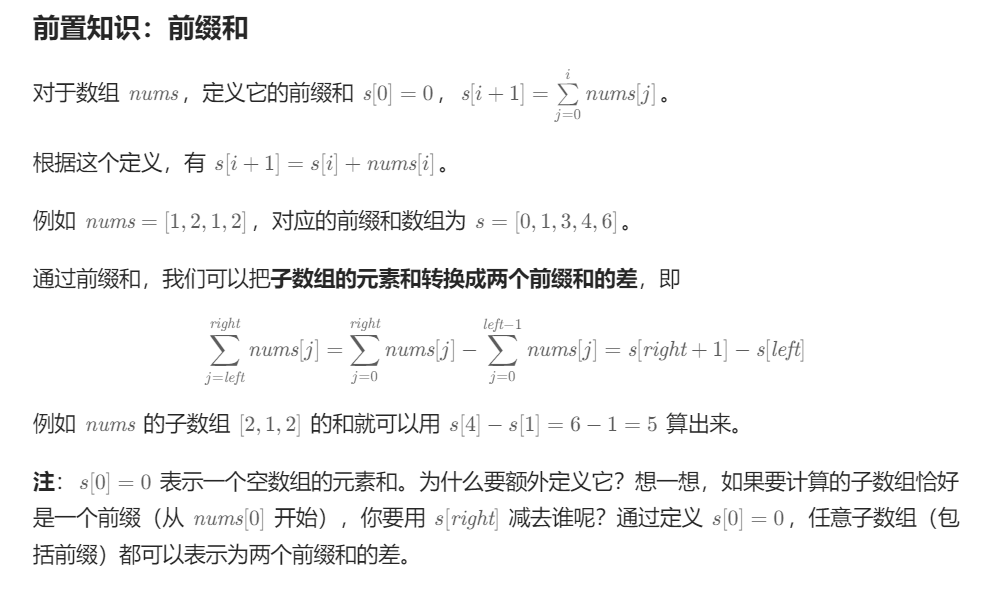 前置知识：前缀和
对于数组 nums，定义它的前缀和 s[0] = 0，s[i + 1] = \sum_{j=0}^{i} nums[j]。
根据这个定义，有 s[i + 1] = s[i] + nums[i]。
例如 nums = [1, 2, 1, 2]，对应的前缀和数组为 s = [0, 1, 3, 4, 6]。
通过前缀和，我们可以把子数组的元素和转换成两个前缀和的差，即
\sum_{j=left}^{right} nums[j] = \sum_{j=0}^{right} nums[j] − \sum_{j=0}^{left−1} nums[j] = s[right + 1] − s[left]
例如 nums 的子数组 [2, 1, 2] 的和就可以用 s[4] − s[1] = 6 − 1 = 5 算出来。
注：s[0] = 0 表示一个空数组的元素和。为什么要额外定义它？想一想，如果要计算的子数组恰好
是一个前缀（从 nums[0] 开始），你要用 s[right] 减去谁呢？通过定义 s[0] = 0，任意子数组（包
括前缀）都可以表示为两个前缀和的差。